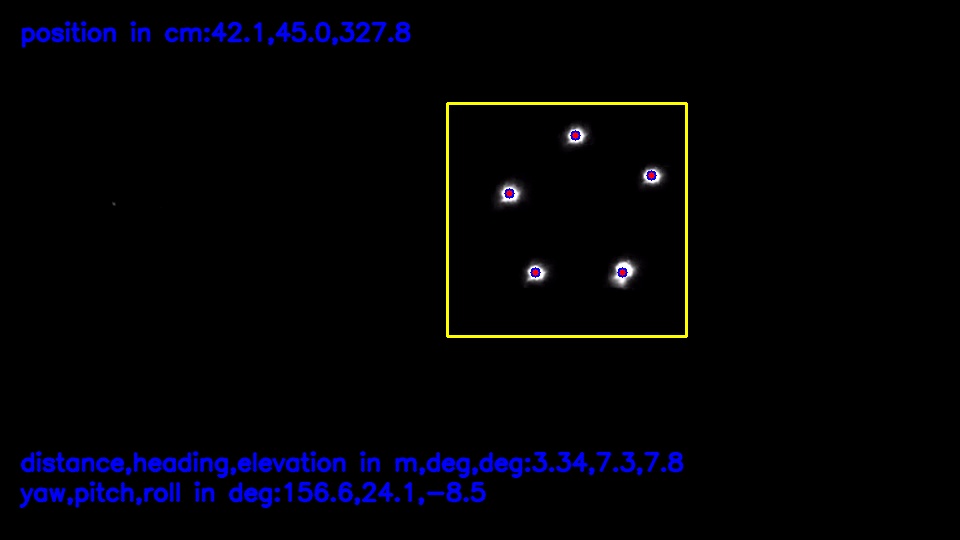 position in cm:42.1,45.0,327.8
distance,heading,elevation in m,deg,deg:3.34,7.3,7.8
yaw,pitch,roll in deg:156.6,24.1,-8.5